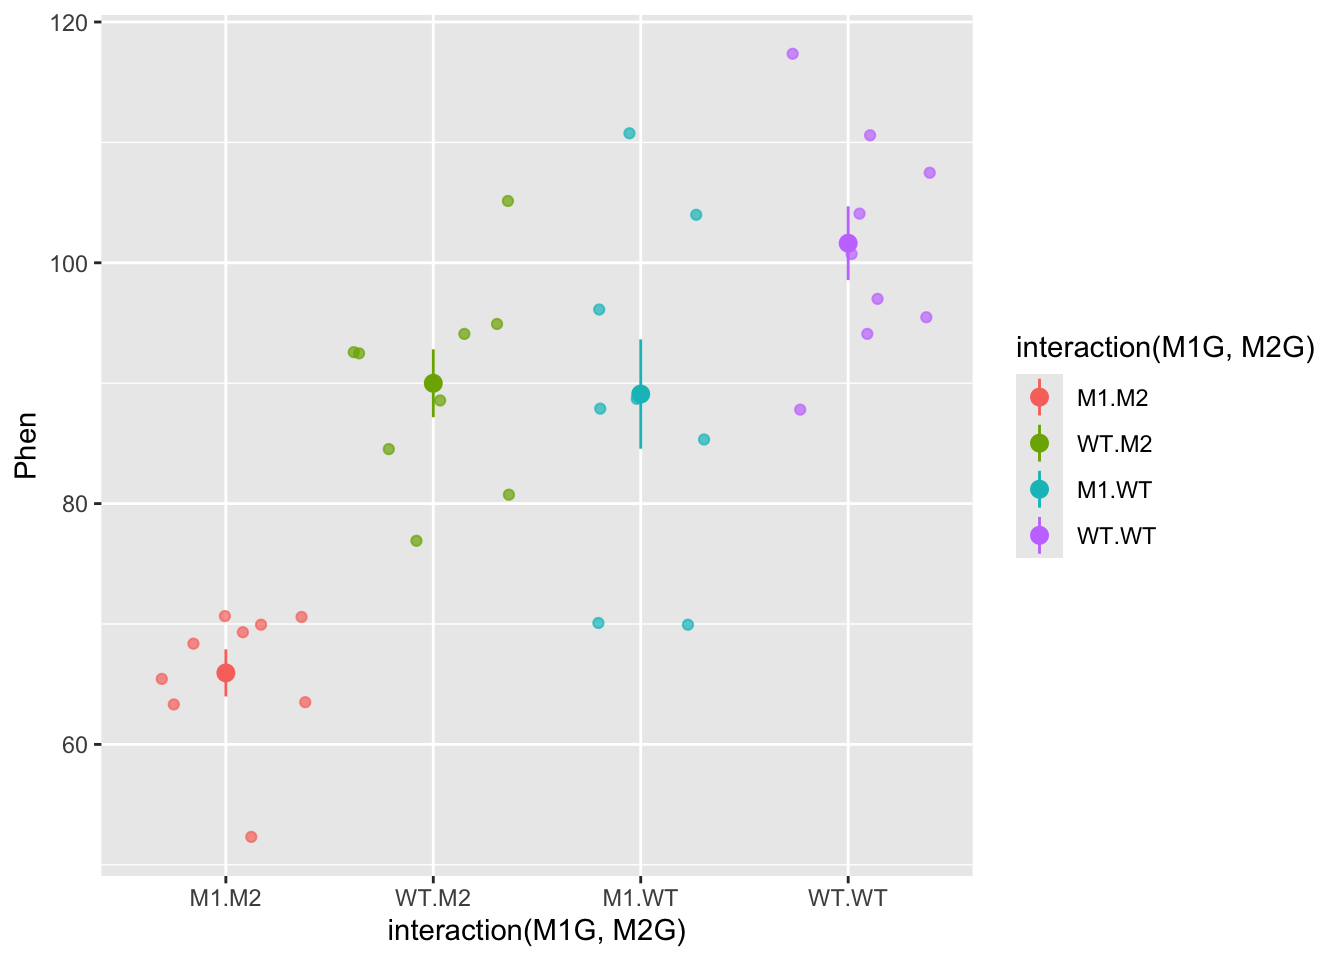 120
100
80
60
Phen
M1.M2
WT.M2
M1.WT
WT.WT
interaction(M1G, M2G)
interaction(M1G, M2G)
M1.M2
WT.M2
M1.WT
WT.WT